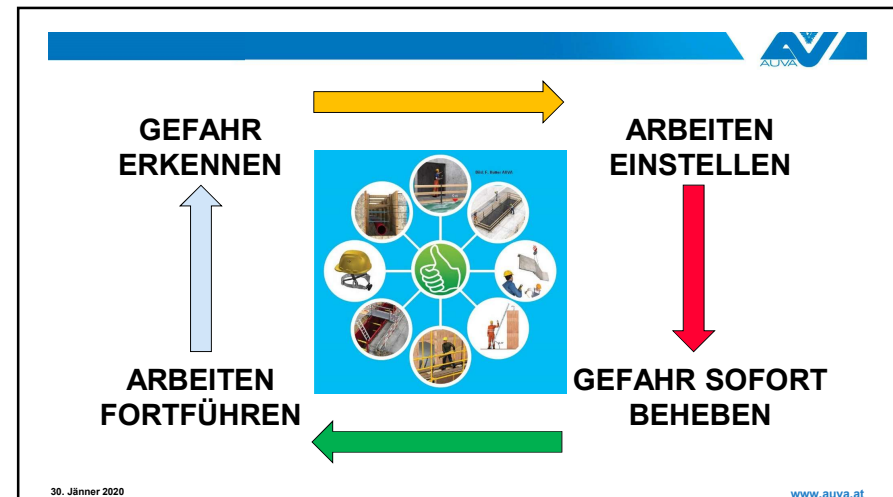 AUVA
GEFAHR
ERKENNEN
ARBEITEN
EINSTELLEN
GEFAHR SOFORT
BEHEBEN
ARBEITEN
FORTFÜHREN
30. Jänner 2020
www.auva.at